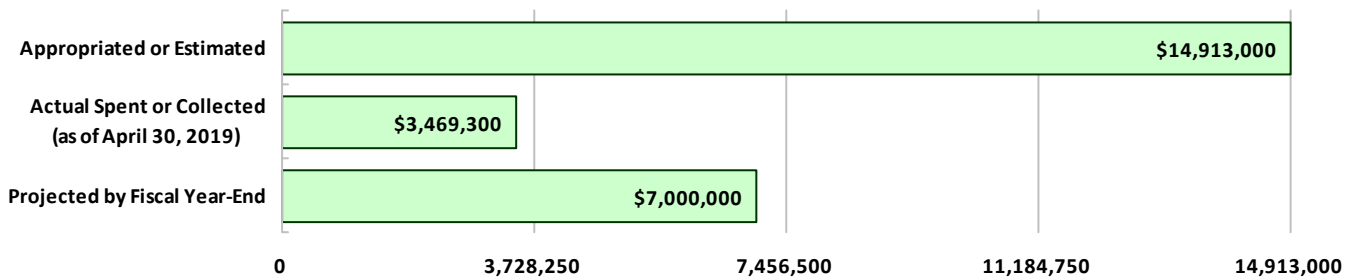 Appropriated or Estimated
$14,913,000
Actual Spent or Collected
(as of April 30, 2019)
$3,469,300
Projected by Fiscal Year-End
$7,000,000
0 3,728,250 7,456,500 11,184,750 14,913,000